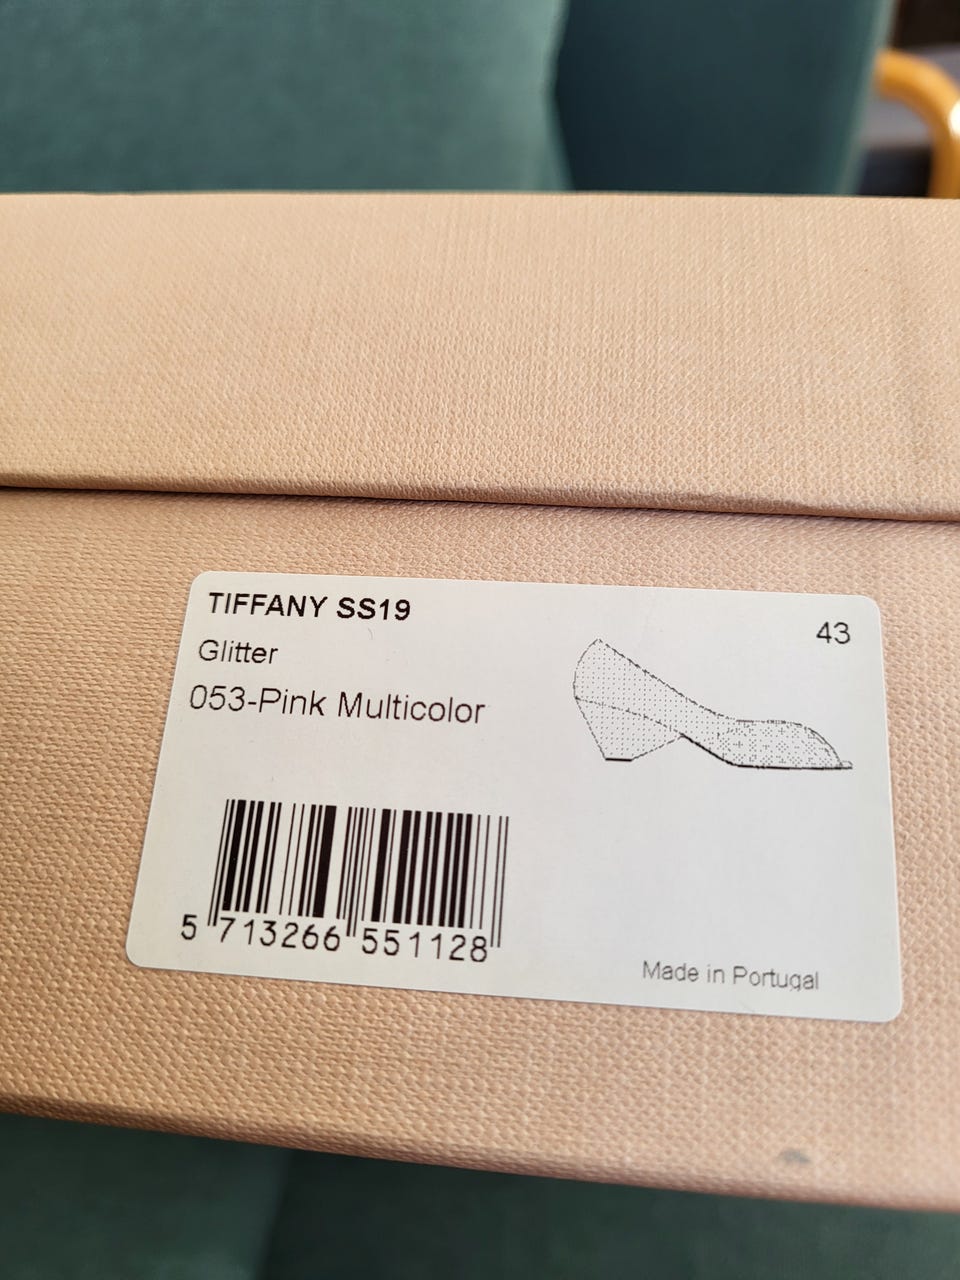 TIFFANY SS19
43
Glitter
053-Pink Multicolor
5 713266 551128
Made in Portugal